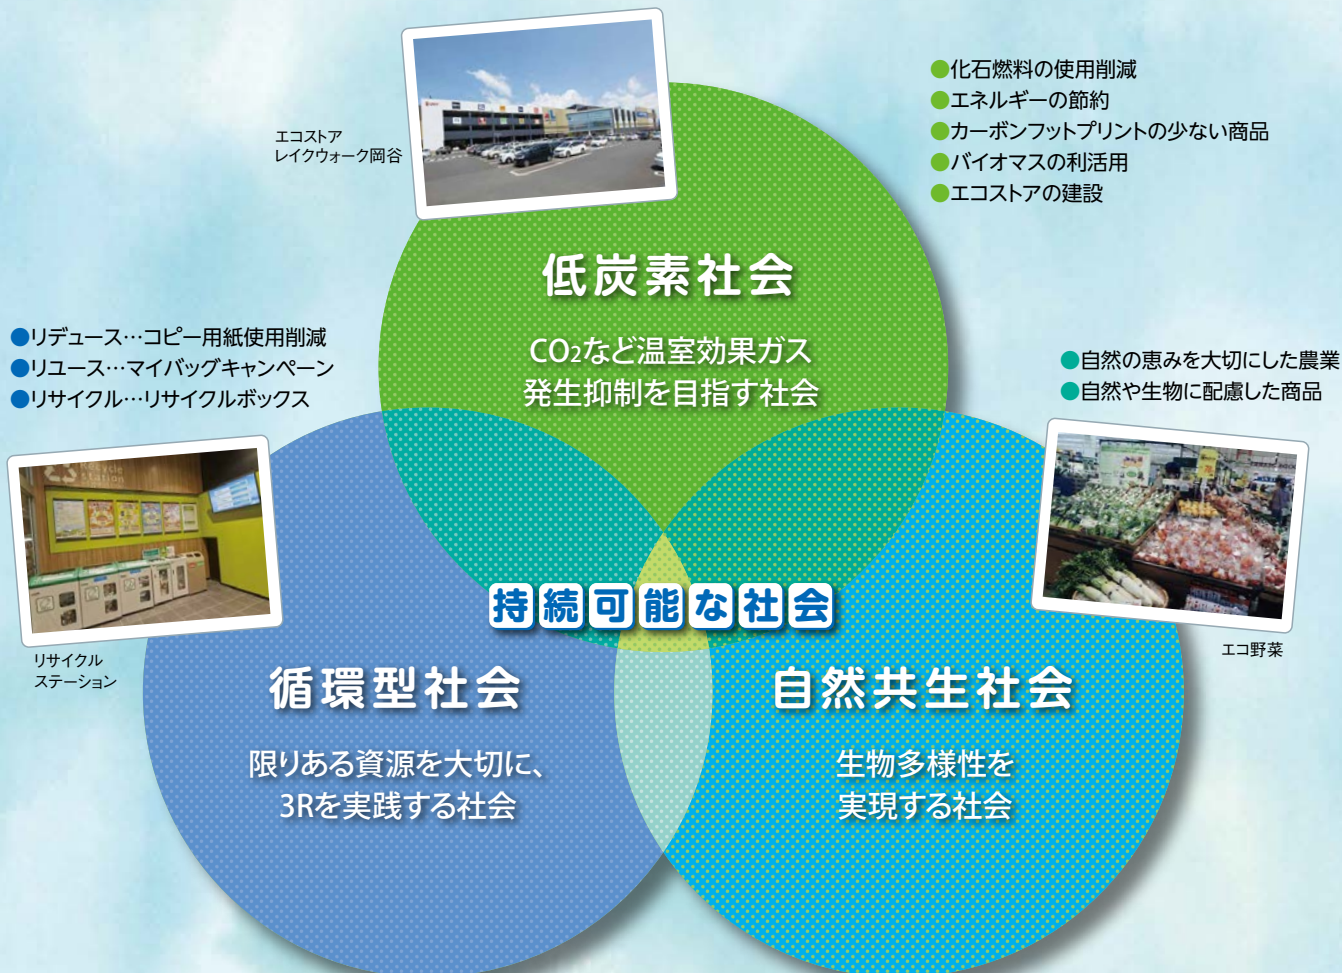 エコストア
レイクウォーク岡谷
●化石燃料の使用削減
●エネルギーの節約
●カーボンフットプリントの少ない商品
●バイオマスの利活用
●エコストアの建設
低炭素社会
CO2など温室効果ガス
発生抑制を目指す社会
●リデュース…コピー用紙使用削減
●リユース…マイバッグキャンペーン
●リサイクル…リサイクルボックス
●自然の恵みを大切にした農業
●自然や生物に配慮した商品
Recycle
station
リサイクル
ステーション
エコ野菜
持続可能な社会
循環型社会
限りある資源を大切に、
3Rを実践する社会
自然共生社会
生物多様性を
実現する社会